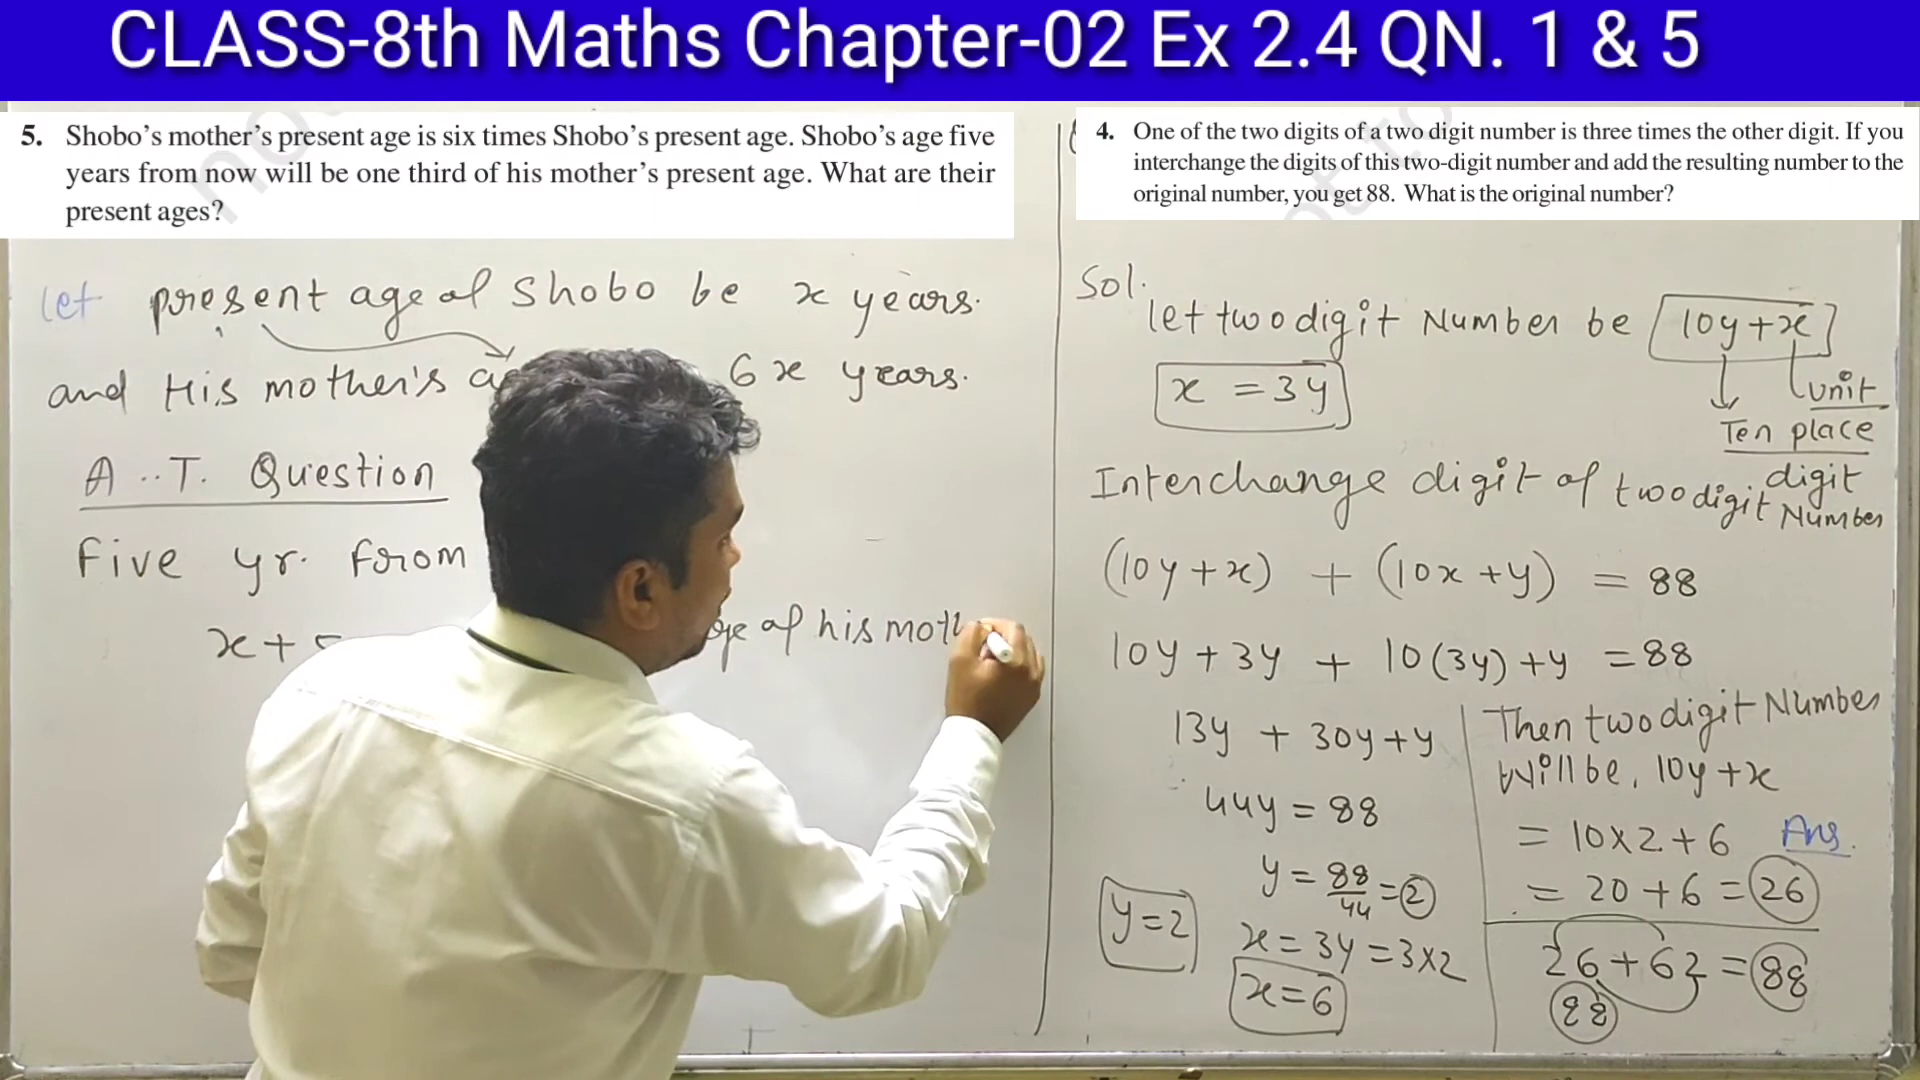 CLASS-8th Maths Chapter-02 Ex 2.4 QN. 1 & 5
5. Shobo's mother's present age is six times Shobo's present age. Shobo's age five
years from now will be one third of his mother's present age. What are their
present ages?
let present age of Shobo be x years.
and His mother's 6x years.
A..T. Question
Five yr. from
x+5 of his moth
4. One of the two digits of a two digit number is three times the other digit. If you
interchange the digits of this two-digit number and add the resulting number to the
original number, you get 88. What is the original number?
Sol.
let two digit Number be 10y+x
x = 3y
unit
Ten place
digit
Interchange digit of two digit Number
(10y+x) + (10x+y) = 88
10y + 3y + 10(3y)+y = 88
13y + 30y+y
44y = 88
y = 88/44 = 2
y=2
x = 3y = 3x2
x=6
Then two digit Number
Will be, 10y+x
= 10x2+6 Ans.
= 20+6 = 26
26+62 = 88
88